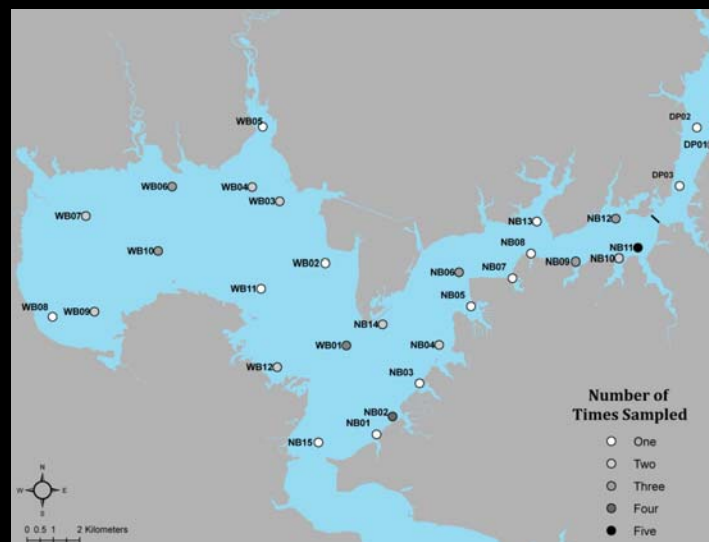 DP02
WB05
DP01S
WB06
WB04
DP03
WB03
WB07
NB13
NB12
WB10
NB08
NB11
WB02
NB09
NB10
NB06
NB07
WB11
WB08
WB09
NB05
NB14
WB01
NB04
WB12
NB03
Number of
Times Sampled
NB02
NB01
NB15
One
N
Two
W E
Three
S
Four
0 0.5 1 2 Kilometers
Five